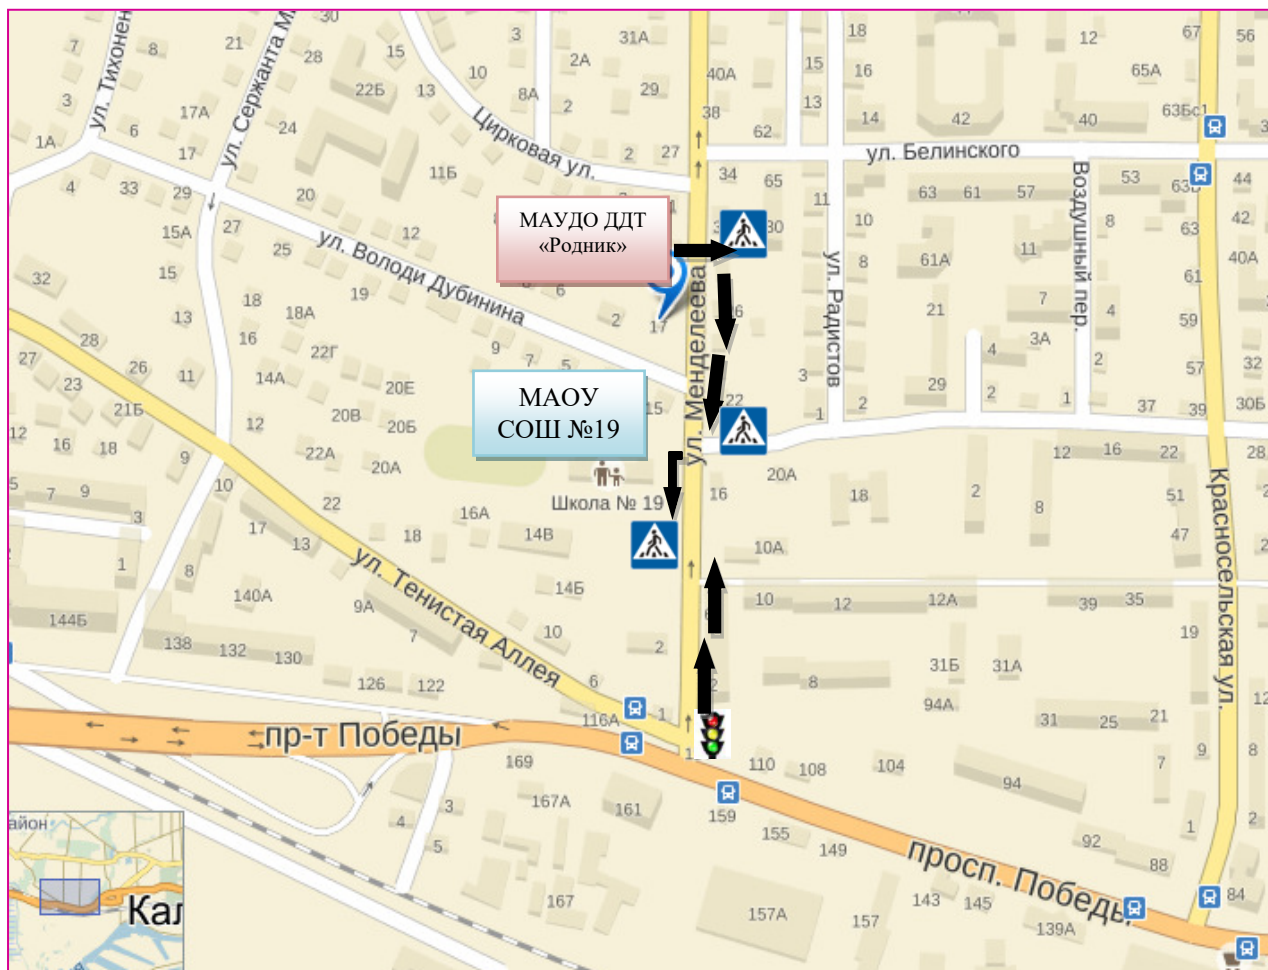 30
ул. Тихонен
7
8
21
ул. Сержанта М
28
15
22Б
13
10
3
2А
31А
29
8А
2
40А
38
62
15
13
18
16
14
42
12
40
65А
67
56
63Бс1
3
3
1А
6
17А
17
24
4
33
29
20
11Б
Цирковая ул.
2
27
34
65
11
ул. Белинского
63
61
57
53
63Б
44
42
63
Воздушный пер.
8
40А
МАУДО ДДТ
«Родник»
30
10
8
61А
11
61
15А
27
25
12
ул. Володи Дубинина
6
2
17
ул. Менделеева
ул. Радистов
32
15
13
18
18А
19
16
22Г
21
7
3А
4
4
2
59
57
32
28
27
26
23
11
14А
9
7
5
20Е
20В
20Б
МАОУ
СОШ №19
15
22
3
1
2
29
2
1
37
39
30Б
21Б
12
16
18
9
12
22А
20А
20А
12
16
22
28
5
7
9
3
10
22
16А
Школа № 19
16
18
2
8
51
47
Красносельская ул.
17
13
18
14В
10А
1
8
140А
ул. Тенистая Аллея
9А
7
14Б
10
2
10
12
12А
39
35
19
144Б
138
132
130
126
122
6
1
116А
8
31Б
31А
94А
31
25
21
12
пр-т Победы
169
110
108
104
94
7
9
8
4
3
5
167А
161
159
155
149
92
88
1
2
просп. Победы
айон
Кал
167
157А
157
143
145
139А
84